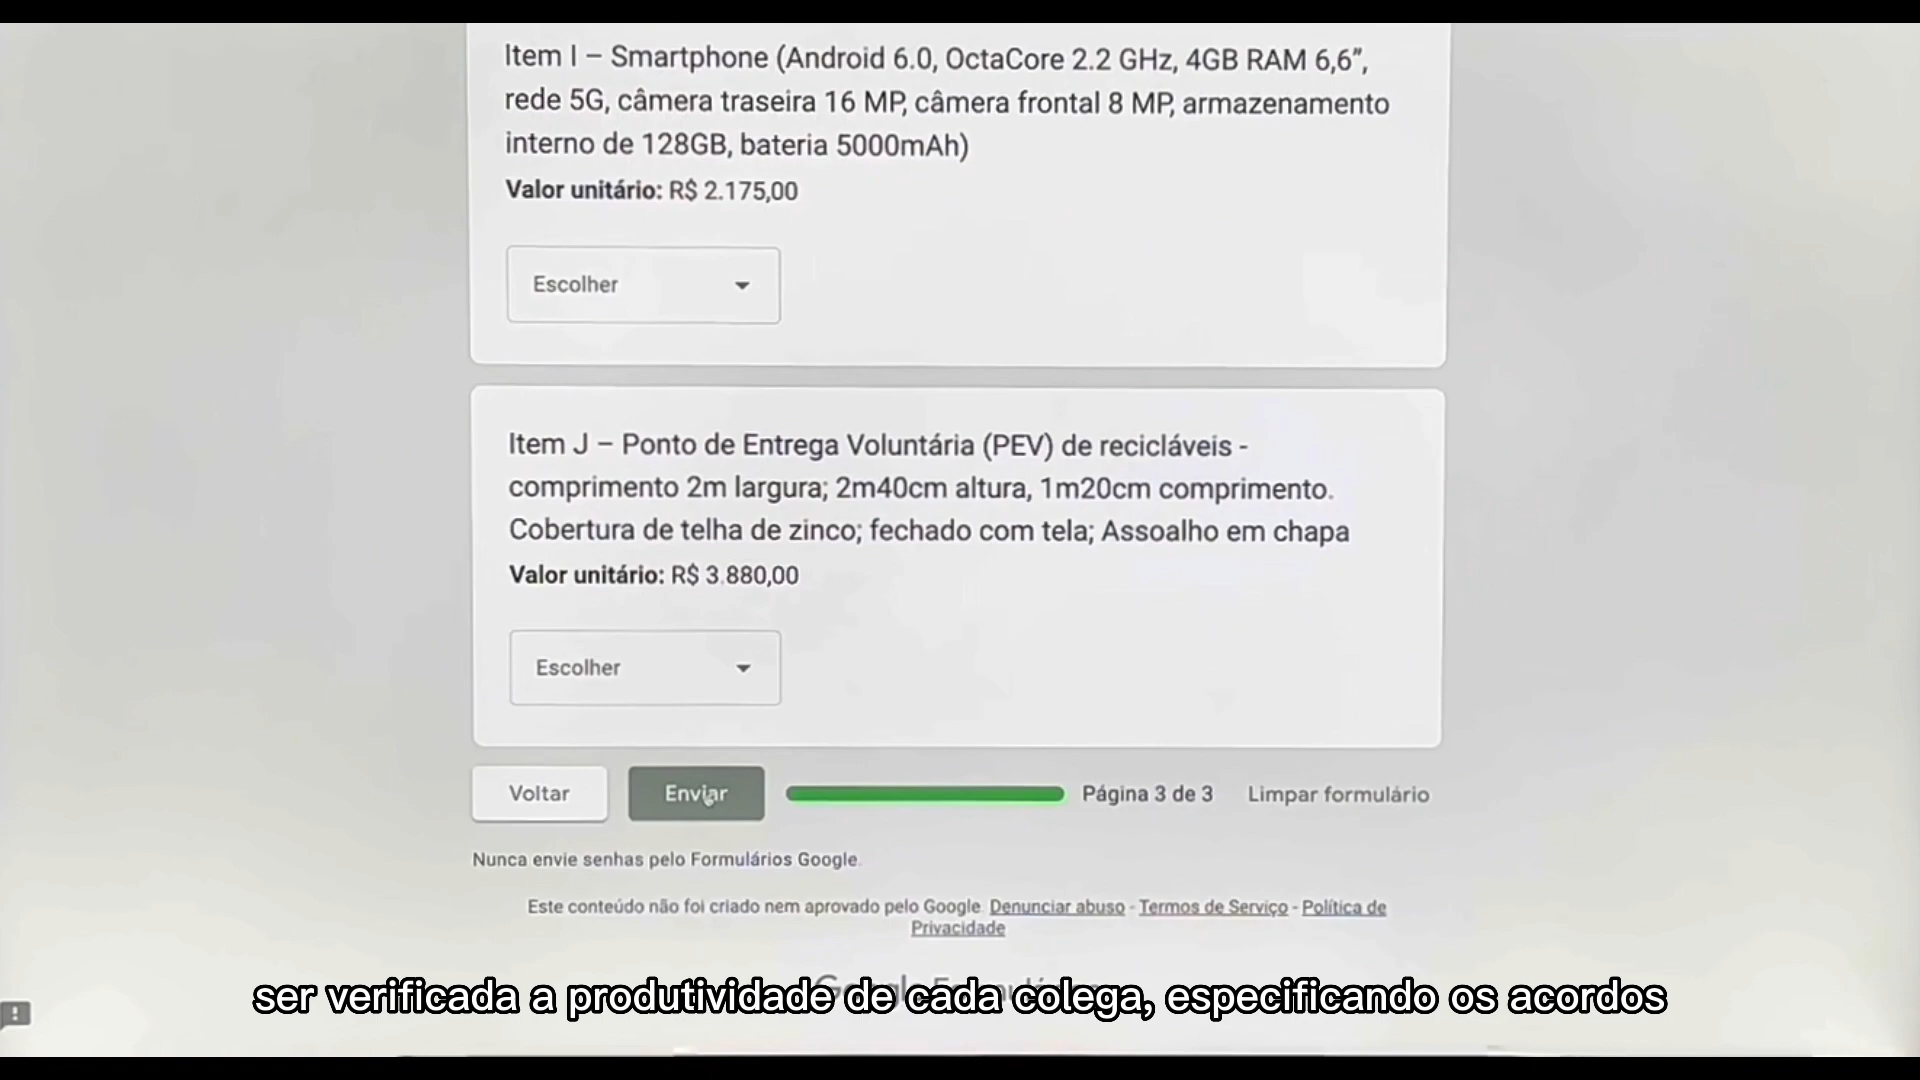 Item I – Smartphone (Android 6.0, OctaCore 2.2 GHz, 4GB RAM 6,6”,
rede 5G, câmera traseira 16 MP, câmera frontal 8 MP, armazenamento
interno de 128GB, bateria 5000mAh)
Valor unitário: R$ 2.175,00
Escolher
Item J – Ponto de Entrega Voluntária (PEV) de recicláveis -
comprimento 2m largura; 2m40cm altura, 1m20cm comprimento.
Cobertura de telha de zinco; fechado com tela; Assoalho em chapa
Valor unitário: R$ 3.880,00
Escolher
Voltar Enviar Página 3 de 3 Limpar formulário
Nunca envie senhas pelo Formulários Google.
Este conteúdo não foi criado nem aprovado pelo Google. Denunciar abuso - Termos de Serviço - Política de
Privacidade
ser verificada a produtividade de cada colega, especificando os acordos